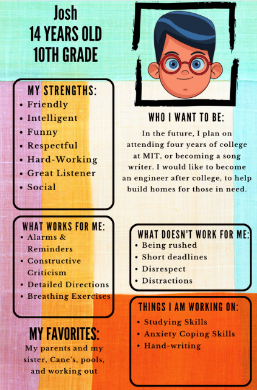 Josh
14 YEARS OLD
10TH GRADE
MY STRENGTHS:
• Friendly
• Intelligent
• Funny
• Respectful
• Hard-Working
• Great Listener
• Social
WHO I WANT TO BE:
In the future, I plan on
attending four years of college
at MIT, or becoming a song
writer. I would like to become
an engineer after college, to help
build homes for those in need.
WHAT WORKS FOR ME:
• Alarms &
Reminders
• Constructive
Criticism
• Detailed Directions
• Breathing Exercises
WHAT DOESN'T WORK FOR ME:
• Being rushed
• Short deadlines
• Disrespect
• Distractions
MY FAVORITES:
My parents and my
sister, Cane's, pools,
and working out
THINGS I AM WORKING ON:
• Studying Skills
• Anxiety Coping Skills
• Hand-writing